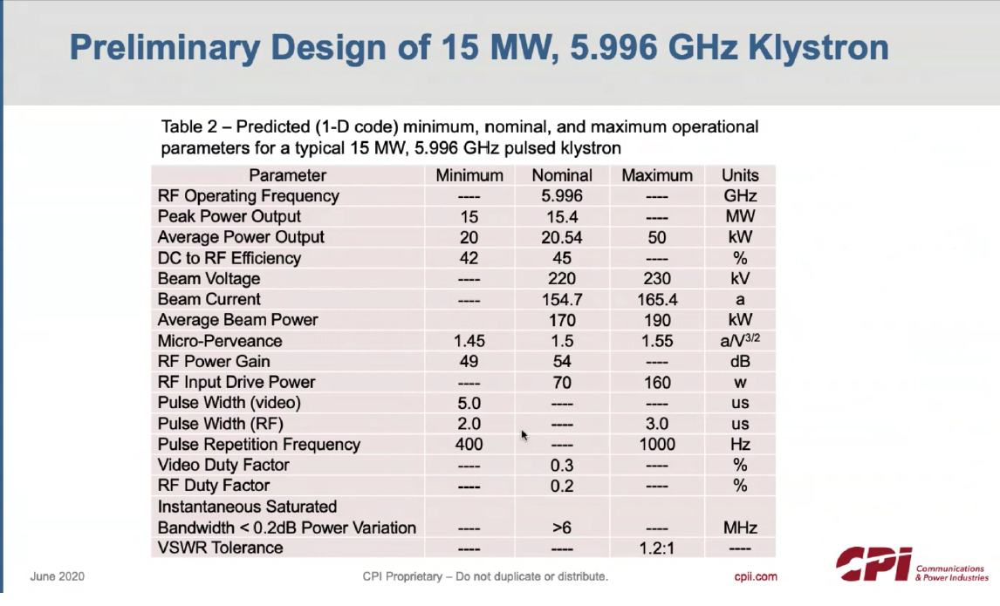 Preliminary Design of 15 MW, 5.996 GHz Klystron
Table 2 – Predicted (1-D code) minimum, nominal, and maximum operational
parameters for a typical 15 MW, 5.996 GHz pulsed klystron
Parameter Minimum Nominal Maximum Units
RF Operating Frequency ---- 5.996 ---- GHz
Peak Power Output 15 15.4 ---- MW
Average Power Output 20 20.54 50 kW
DC to RF Efficiency 42 45 ---- %
Beam Voltage ---- 220 230 kV
Beam Current ---- 154.7 165.4 a
Average Beam Power 170 190 kW
Micro-Perveance 1.45 1.5 1.55 a/V3/2
RF Power Gain 49 54 ---- dB
RF Input Drive Power ---- 70 160 w
Pulse Width (video) 5.0 ---- ---- us
Pulse Width (RF) 2.0 ---- 3.0 us
Pulse Repetition Frequency 400 ---- 1000 Hz
Video Duty Factor ---- 0.3 ---- %
RF Duty Factor ---- 0.2 ---- %
Instantaneous Saturated
Bandwidth < 0.2dB Power Variation ---- >6 ---- MHz
VSWR Tolerance ---- ---- 1.2:1 ----
June 2020
CPI Proprietary – Do not duplicate or distribute.
cpii.com
CPI Communications
& Power Industries